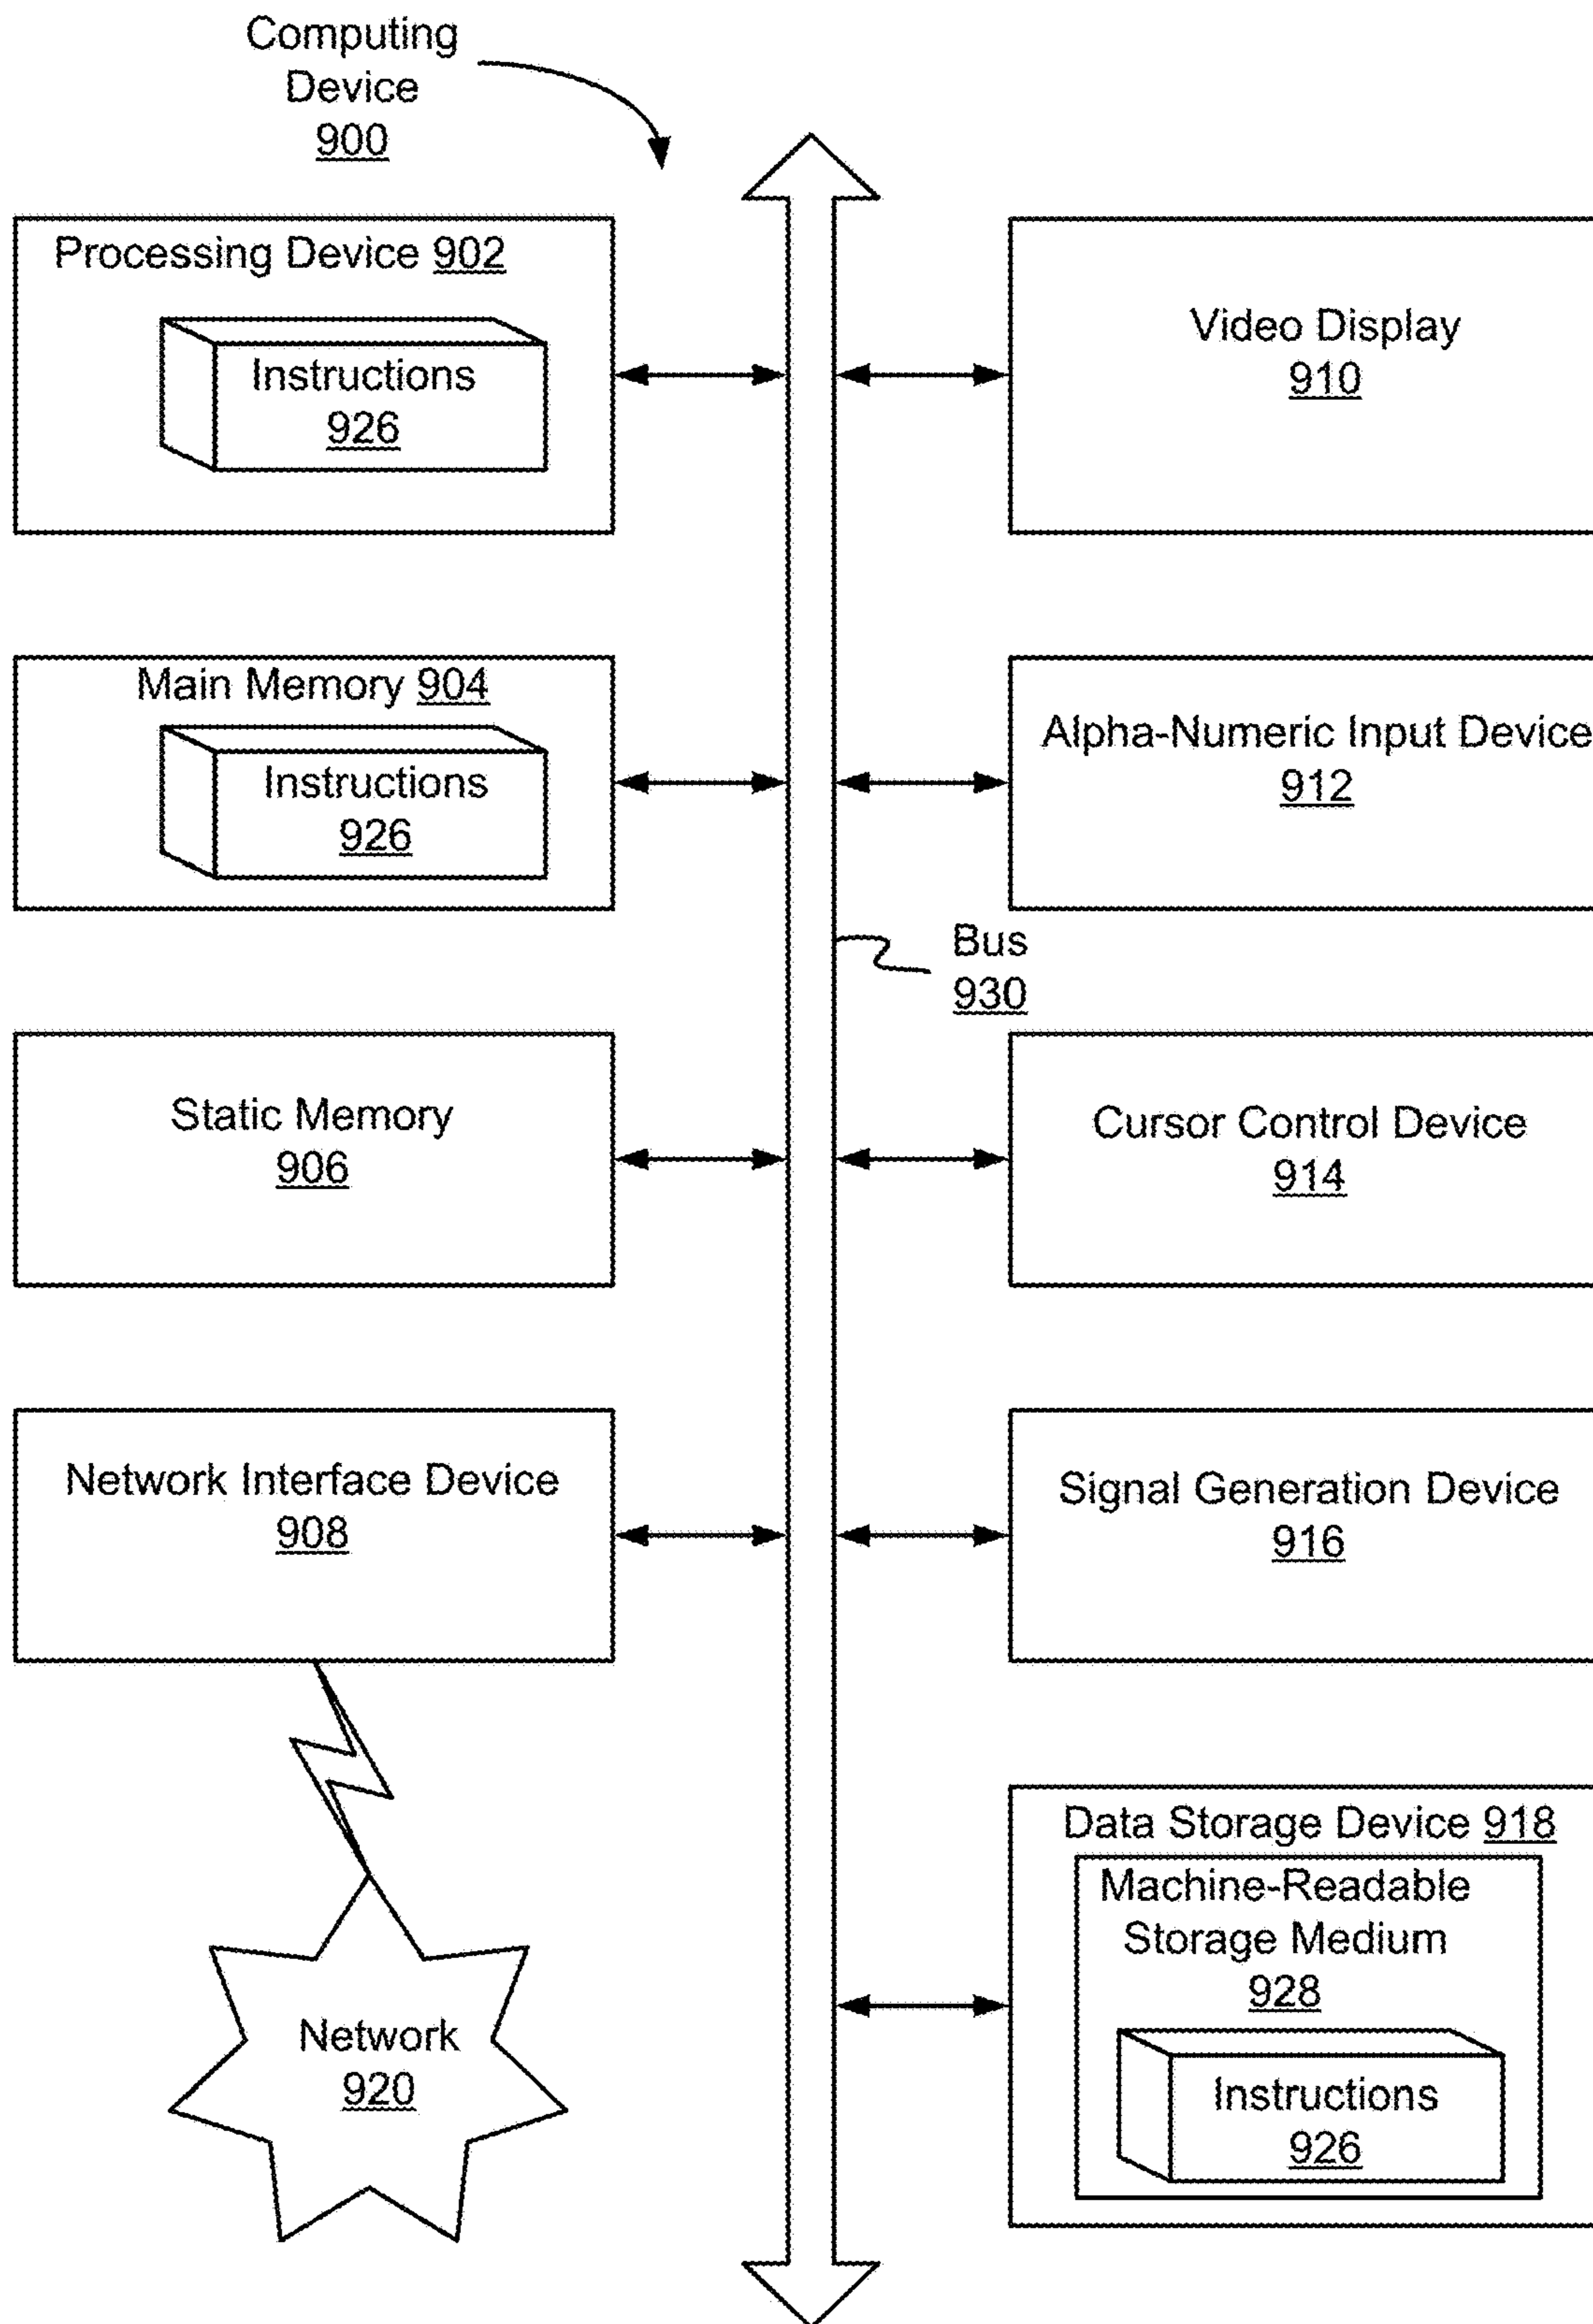 Computing
Device
900
Processing Device 902
Instructions
926
Video Display
910
Main Memory 904
Instructions
926
Alpha-Numeric Input Device
912
Bus
930
Static Memory
906
Cursor Control Device
914
Network Interface Device
908
Signal Generation Device
916
Data Storage Device 918
Machine-Readable
Storage Medium
928
Instructions
926
Network
920